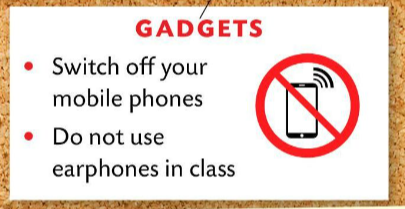 GADGETS
• Switch off your
mobile phones
• Do not use
earphones in class